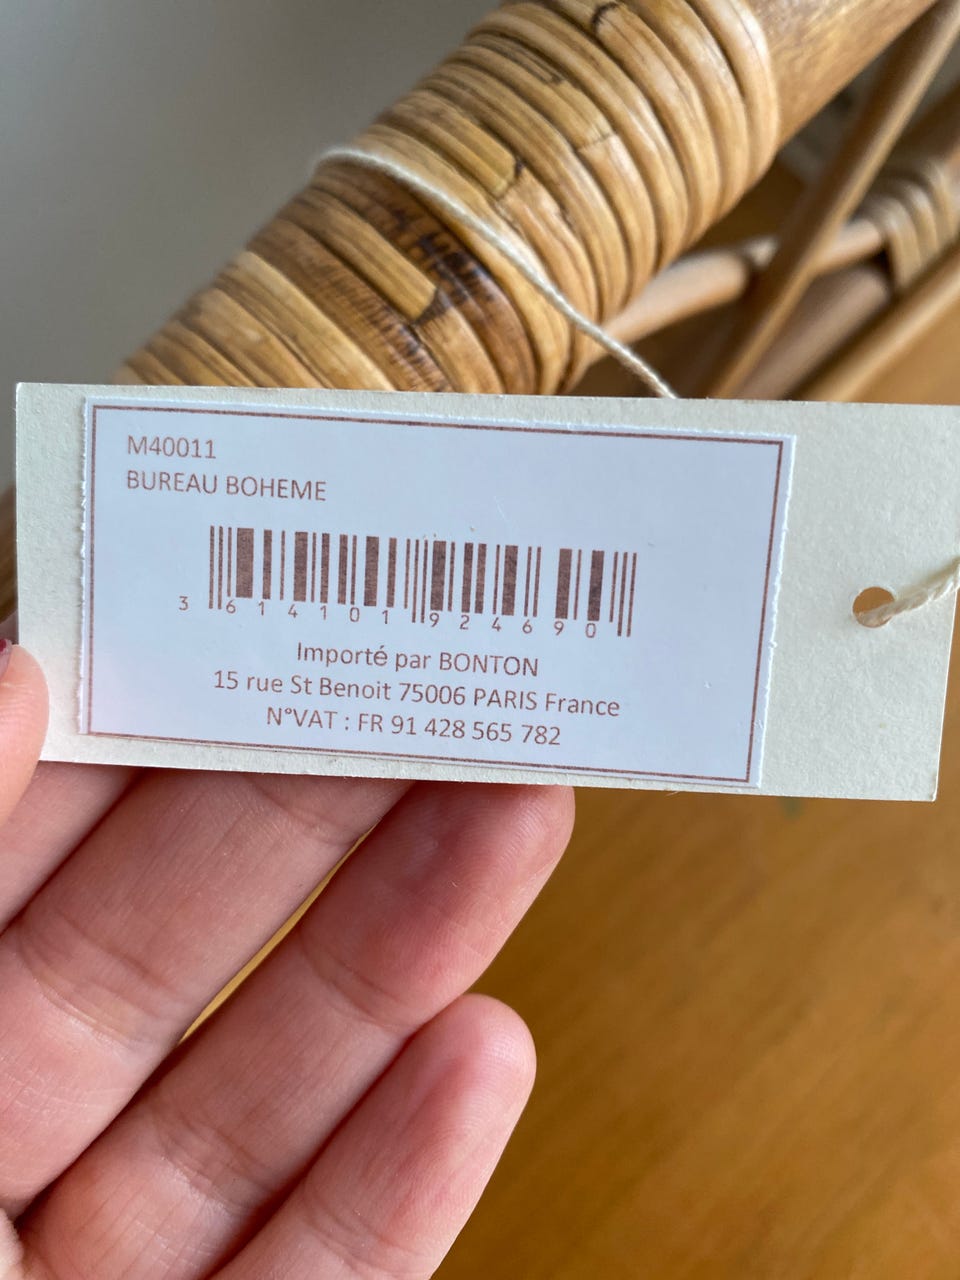 M40011
BUREAU BOHEME
3 614101 924690
Importé par BONTON
15 rue St Benoit 75006 PARIS France
N°VAT : FR 91 428 565 782